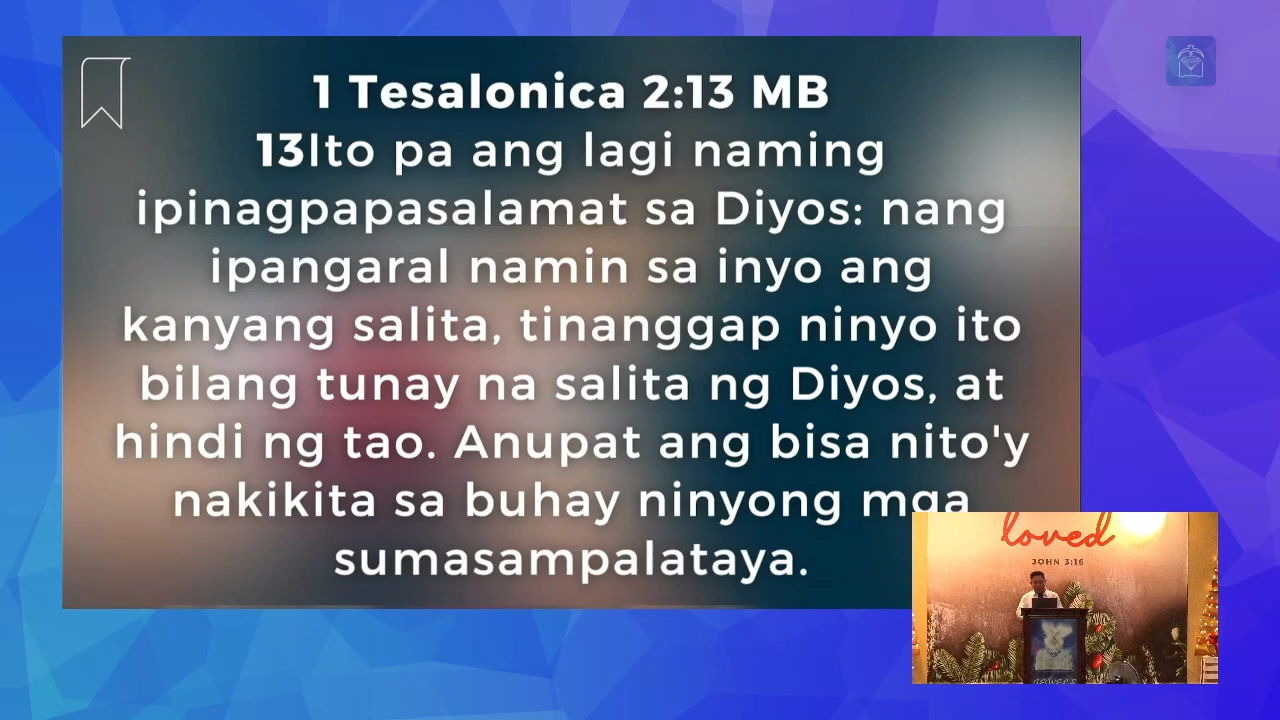 1 Tesalonica 2:13 MB
13Ito pa ang lagi naming
ipinagpapasalamat sa Diyos: nang
ipangaral namin sa inyo ang
kanyang salita, tinanggap ninyo ito
bilang tunay na salita ng Diyos, at
hindi ng tao. Anupat ang bisa nito'y
nakikita sa buhay ninyong mga
sumasampalataya.
loved
JOHN 3:16